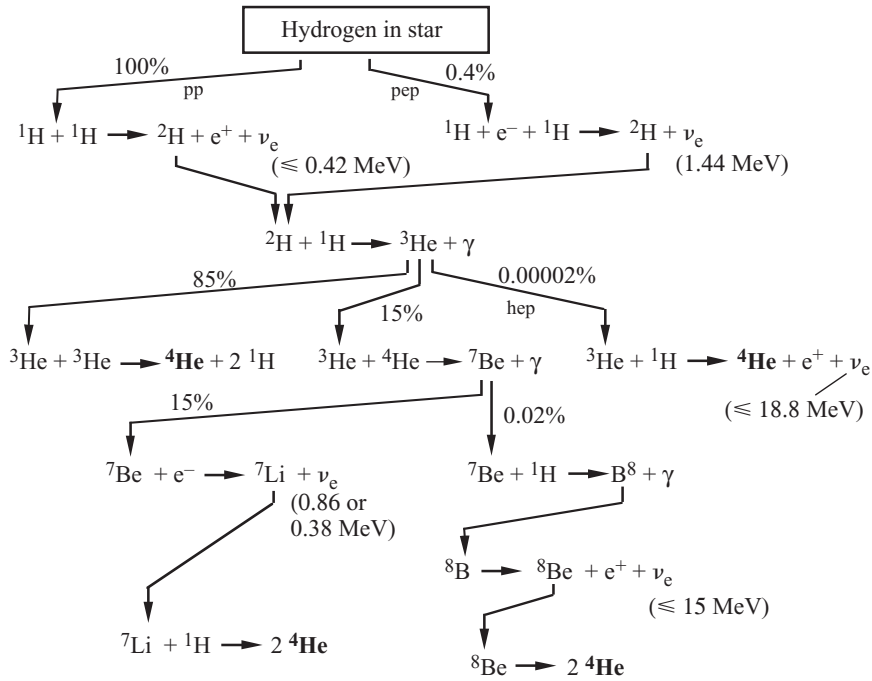 Hydrogen in star
100%
pp
0.4%
pep
¹H + ¹H → ²H + e⁺ + νₑ
(≤ 0.42 MeV)
¹H + e⁻ + ¹H → ²H + νₑ
(1.44 MeV)
²H + ¹H → ³He + γ
85%
15%
0.00002%
hep
³He + ³He → ⁴He + 2 ¹H
³He + ⁴He → ⁷Be + γ
³He + ¹H → ⁴He + e⁺ + νₑ
(≤ 18.8 MeV)
15%
0.02%
⁷Be + e⁻ → ⁷Li + νₑ
(0.86 or
0.38 MeV)
⁷Be + ¹H → B⁸ + γ
⁸B → ⁸Be + e⁺ + νₑ
(≤ 15 MeV)
⁷Li + ¹H → 2 ⁴He
⁸Be → 2 ⁴He